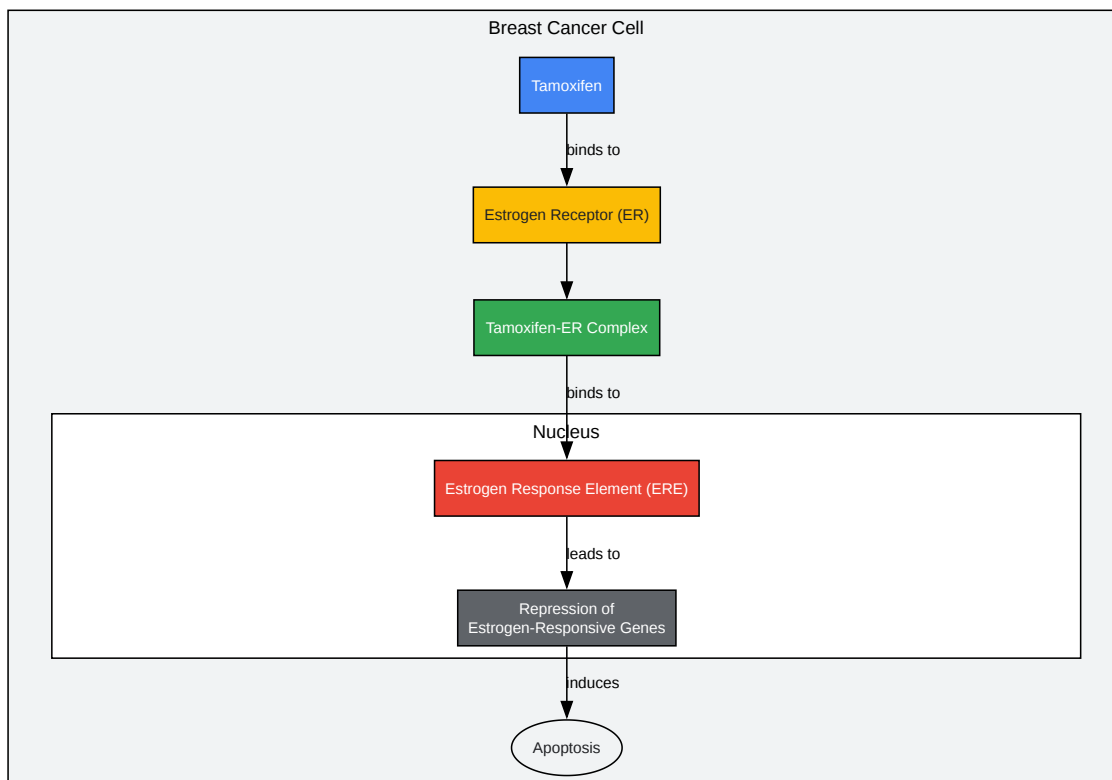 Breast Cancer Cell
Tamoxifen
binds to
Estrogen Receptor (ER)
Tamoxifen-ER Complex
binds to
Nucleus
Estrogen Response Element (ERE)
leads to
Repression of
Estrogen-Responsive Genes
induces
Apoptosis